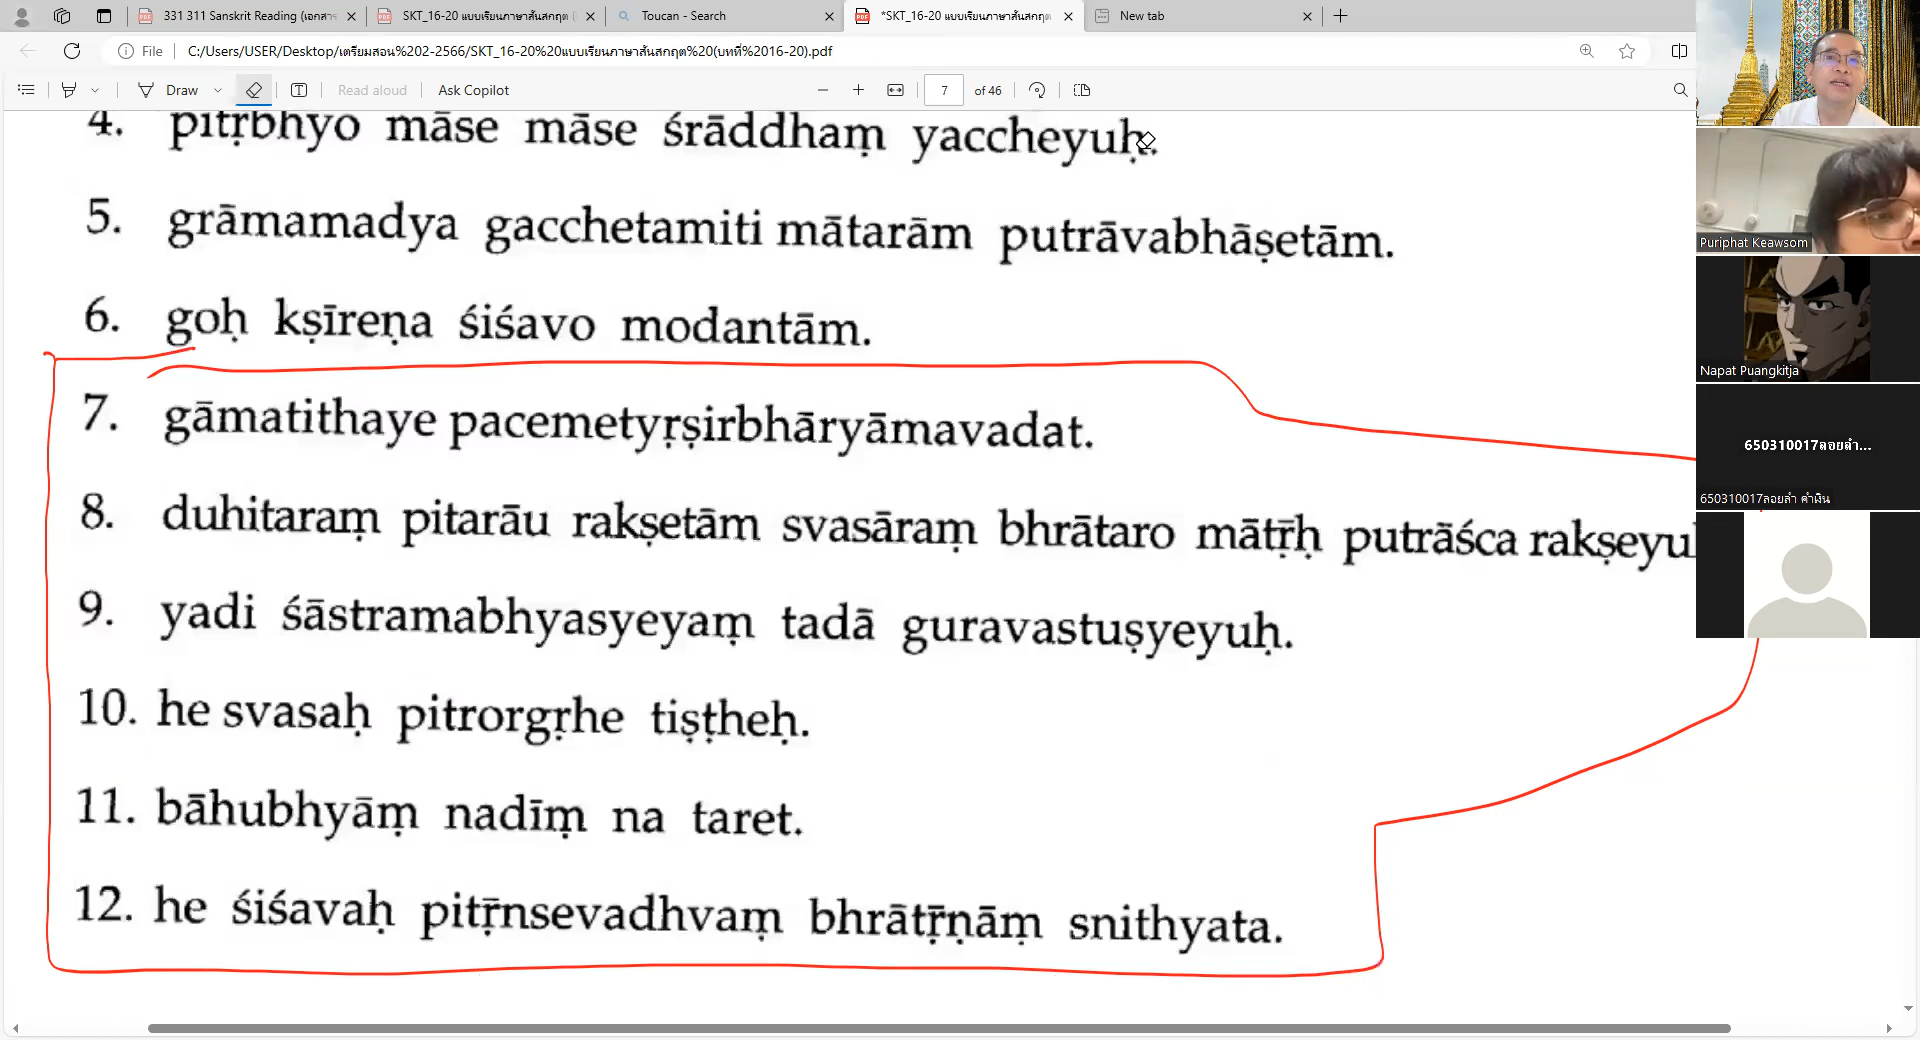 331 311 Sanskrit Reading (เอกสาร
SKT_16-20 แบบเรียนภาษาสันสกฤต (
Toucan - Search
*SKT_16-20 แบบเรียนภาษาสันสกฤต
New tab
File C:/Users/USER/Desktop/เตรียมสอน%202-2566/SKT_16-20%20แบบเรียนภาษาสันสกฤต%20(บทที่%2016-20).pdf
Draw Read aloud Ask Copilot 7 of 46
4. pitṛbhyo māse māse śrāddhaṃ yaccheyuḥ.
5. grāmamadya gacchetamiti mātarāṃ putrāvabhāṣetām.
6. goḥ kṣīreṇa śiśavo modantām.
7. gāmatithaye pacemetyṛṣirbhāryāmavadat.
8. duhitaraṃ pitarāu rakṣetām svasāraṃ bhrātaro mātṝḥ putrāśca rakṣeyu
9. yadi śāstramabhyasyeyaṃ tadā guravastuṣyeyuḥ.
10. he svasaḥ pitrorgṛhe tiṣṭheḥ.
11. bāhubhyāṃ nadīṃ na taret.
12. he śiśavaḥ pitṝnsevadhvaṃ bhrātṝṇāṃ snithyata.
Puriphat Keawsom
Napat Puangkitja
650310017ลอยลำ...
650310017ลอยลำ คำผิน